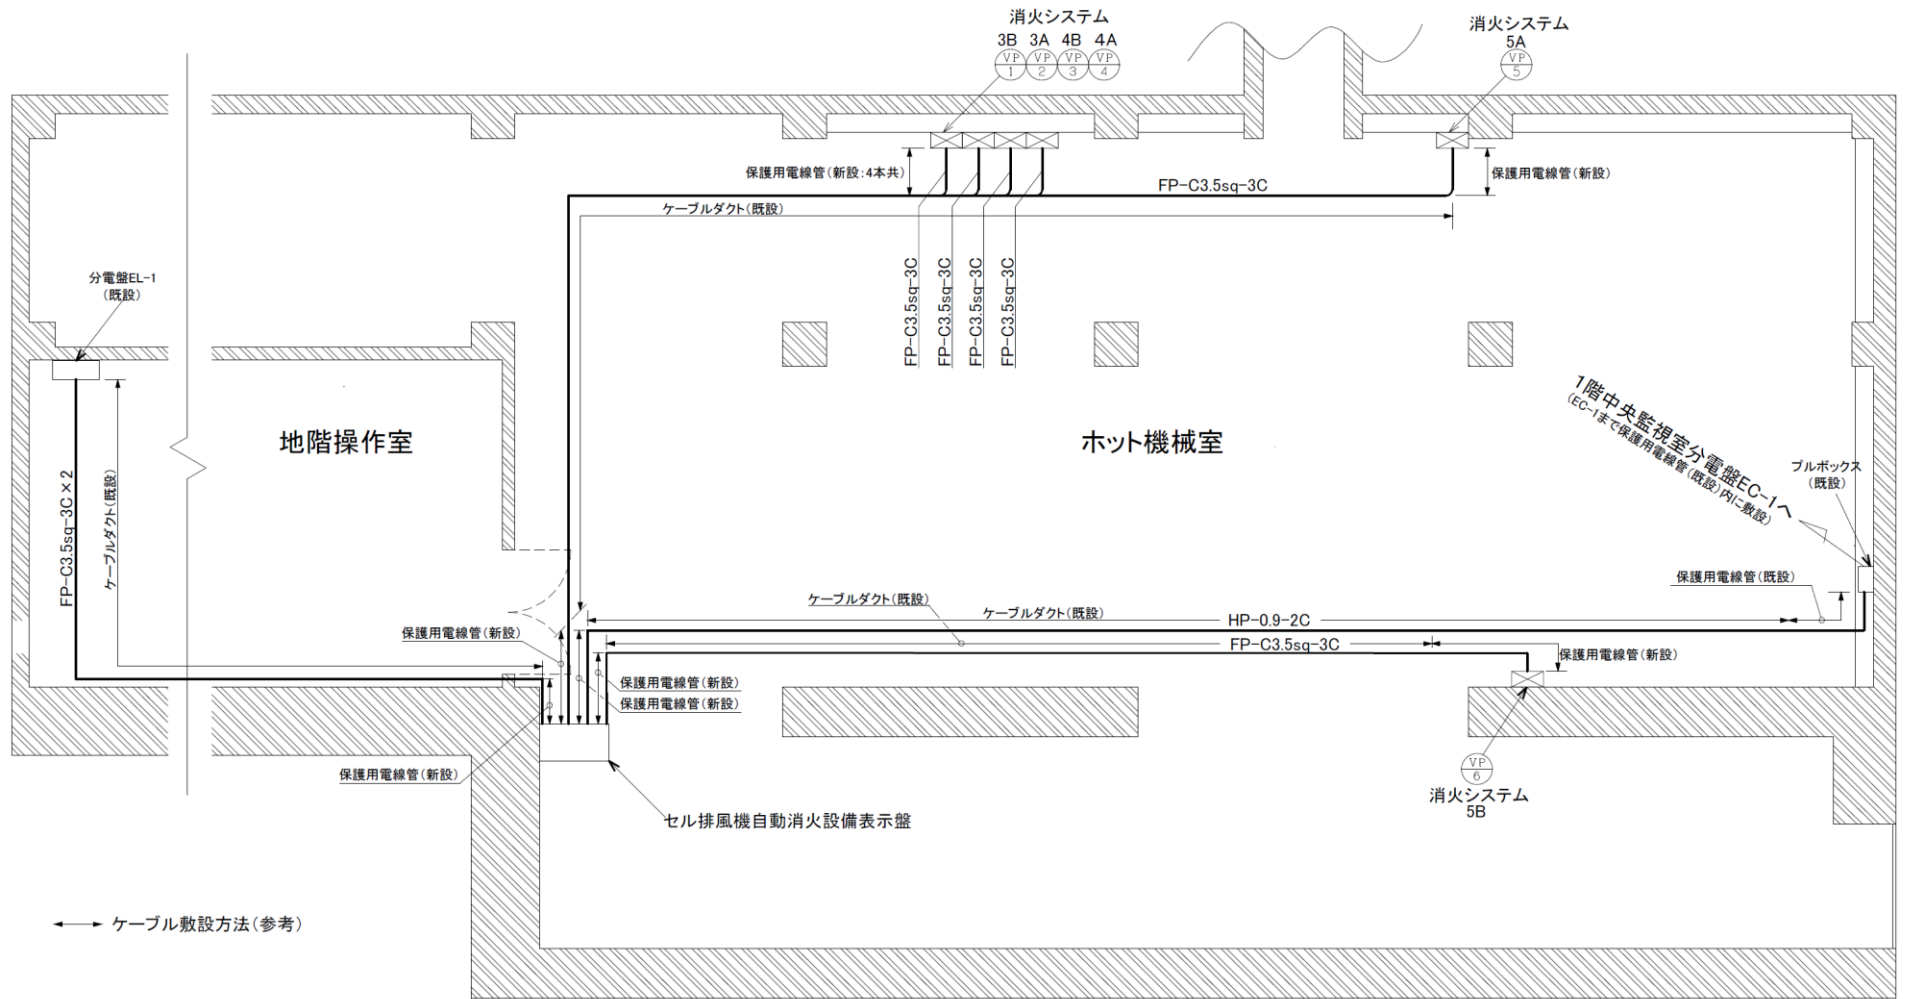 消火システム
3B 3A 4B 4A
VP 1
VP 2
VP 3
VP 4
消火システム
5A
VP 5
保護用電線管(新設:4本共)
FP-C3.5sq-3C
保護用電線管(新設)
ケーブルダクト(既設)
FP-C3.5sq-3C
FP-C3.5sq-3C
FP-C3.5sq-3C
FP-C3.5sq-3C
分電盤EL-1
(既設)
地階操作室
ホット機械室
1階中央監視室分電盤EC-1へ
(EC-1まで保護用電線管(既設)内に敷設)
プルボックス
(既設)
FP-C3.5sq-3C×2
ケーブルダクト(既設)
保護用電線管(既設)
ケーブルダクト(既設)
ケーブルダクト(既設)
HP-0.9-2C
保護用電線管(新設)
FP-C3.5sq-3C
保護用電線管(新設)
保護用電線管(新設)
保護用電線管(新設)
保護用電線管(新設)
VP 6
消火システム
5B
セル排風機自動消火設備表示盤
ケーブル敷設方法(参考)